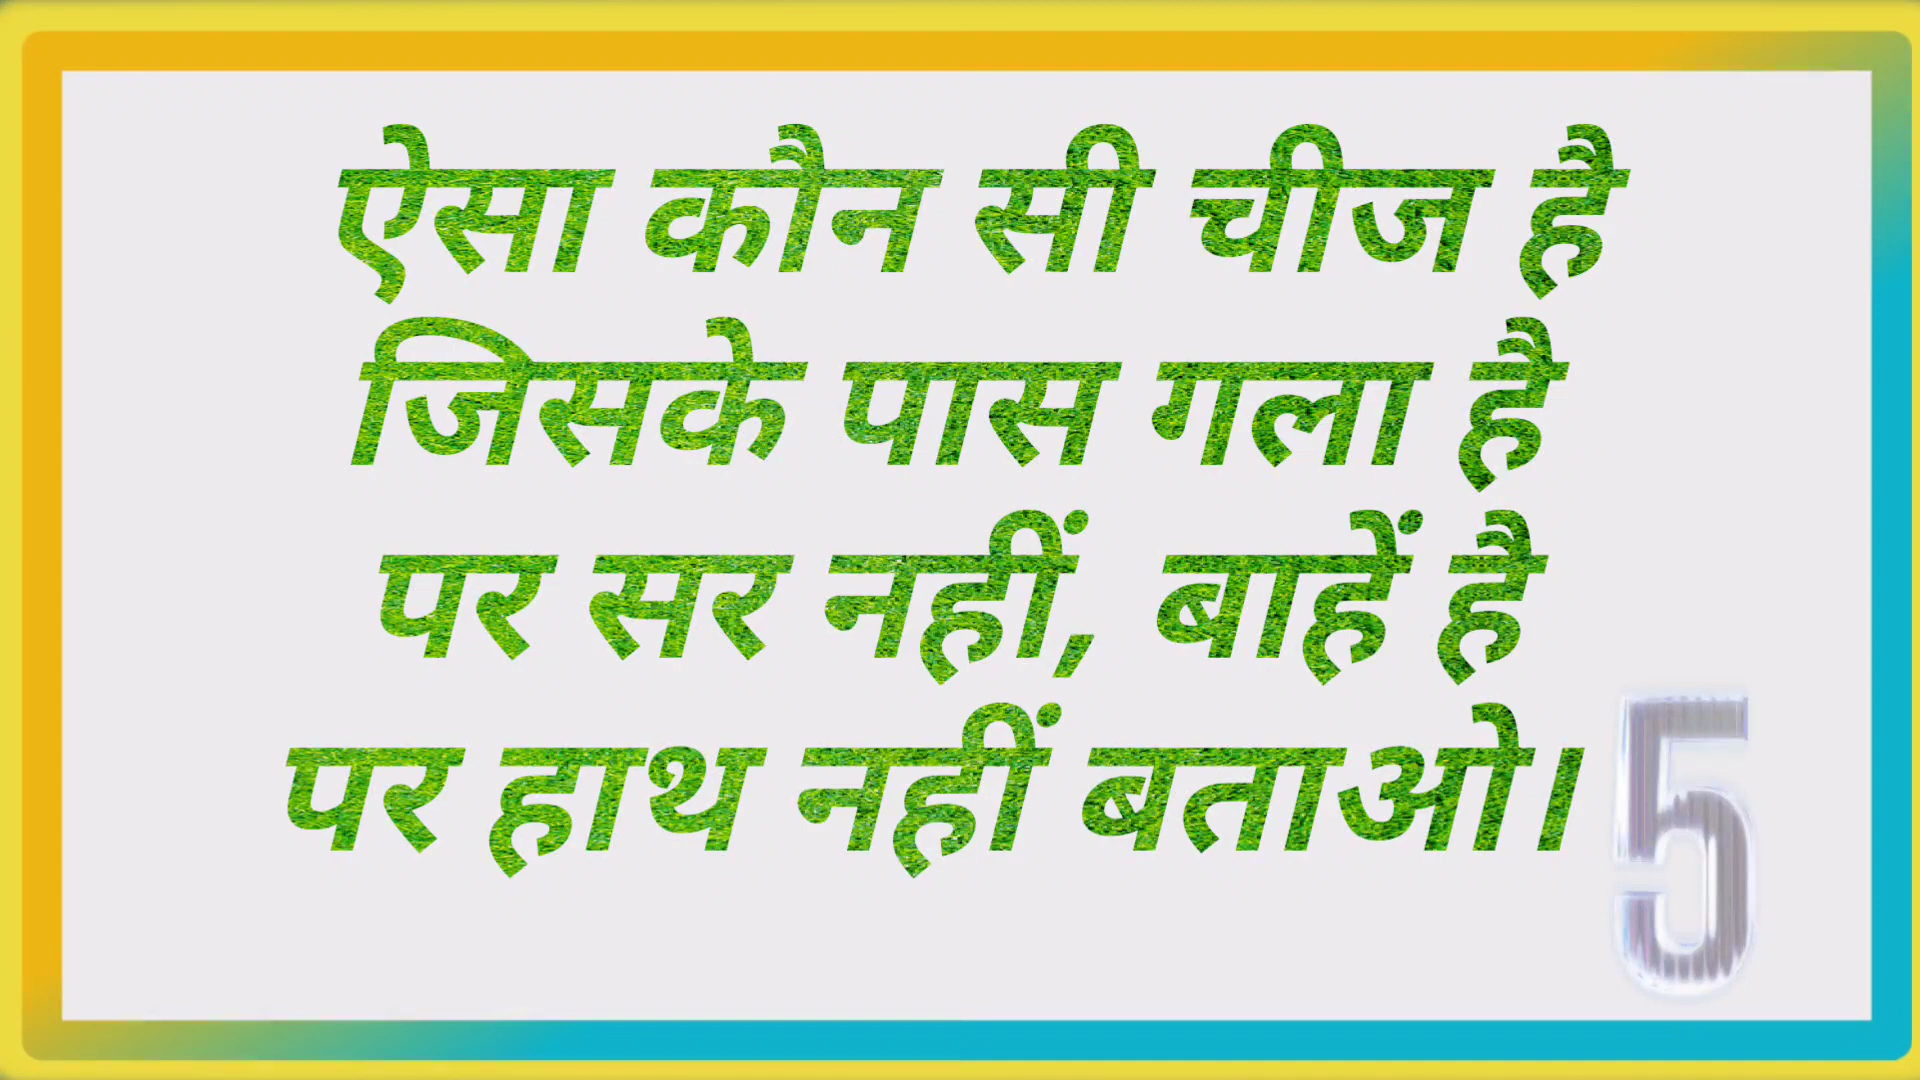 ऐसा कौन सी चीज है
जिसके पास गला है
पर सर नहीं, बाहें है
पर हाथ नहीं बताओ।
5